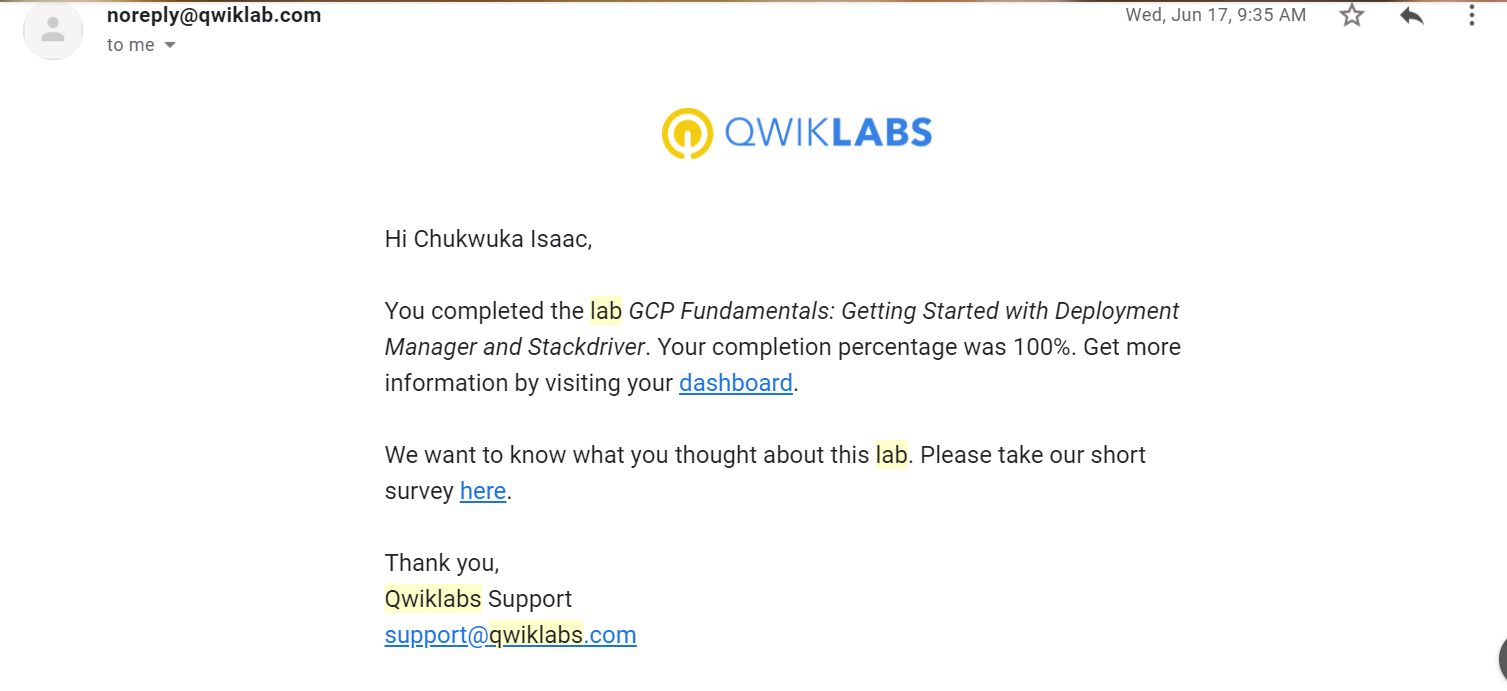 noreply@qwiklab.com
Wed, Jun 17, 9:35 AM
to me
QWIKLABS
Hi Chukwuka Isaac,
You completed the lab GCP Fundamentals: Getting Started with Deployment
Manager and Stackdriver. Your completion percentage was 100%. Get more
information by visiting your dashboard.
We want to know what you thought about this lab. Please take our short
survey here.
Thank you,
Qwiklabs Support
support@qwiklabs.com